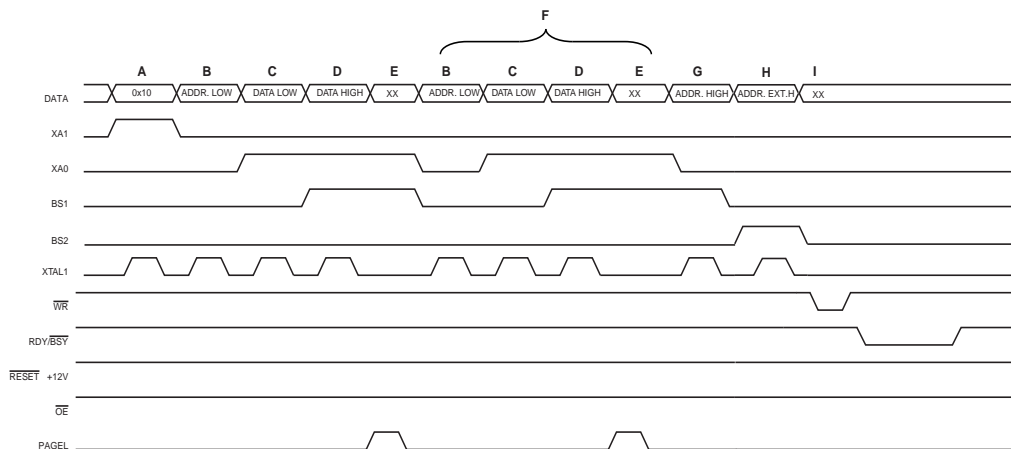 F
A B C D E B C D E G H I
DATA 0x10 ADDR. LOW DATA LOW DATA HIGH XX ADDR. LOW DATA LOW DATA HIGH XX ADDR. HIGH ADDR. EXT.H XX
XA1
XA0
BS1
BS2
XTAL1
WR
RDY/BSY
RESET +12V
OE
PAGEL